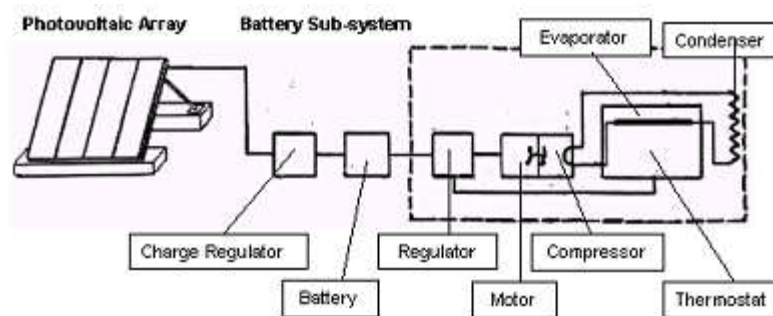 Photovoltaic Array
Battery Sub-system
Evaporator
Condenser
Charge Regulator
Regulator
Compressor
Battery
Motor
Thermostat